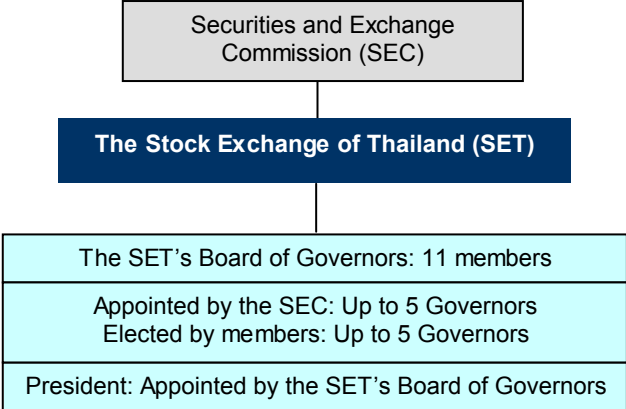 Securities and Exchange
Commission (SEC)
The Stock Exchange of Thailand (SET)
The SET's Board of Governors: 11 members
Appointed by the SEC: Up to 5 Governors
Elected by members: Up to 5 Governors
President: Appointed by the SET's Board of Governors